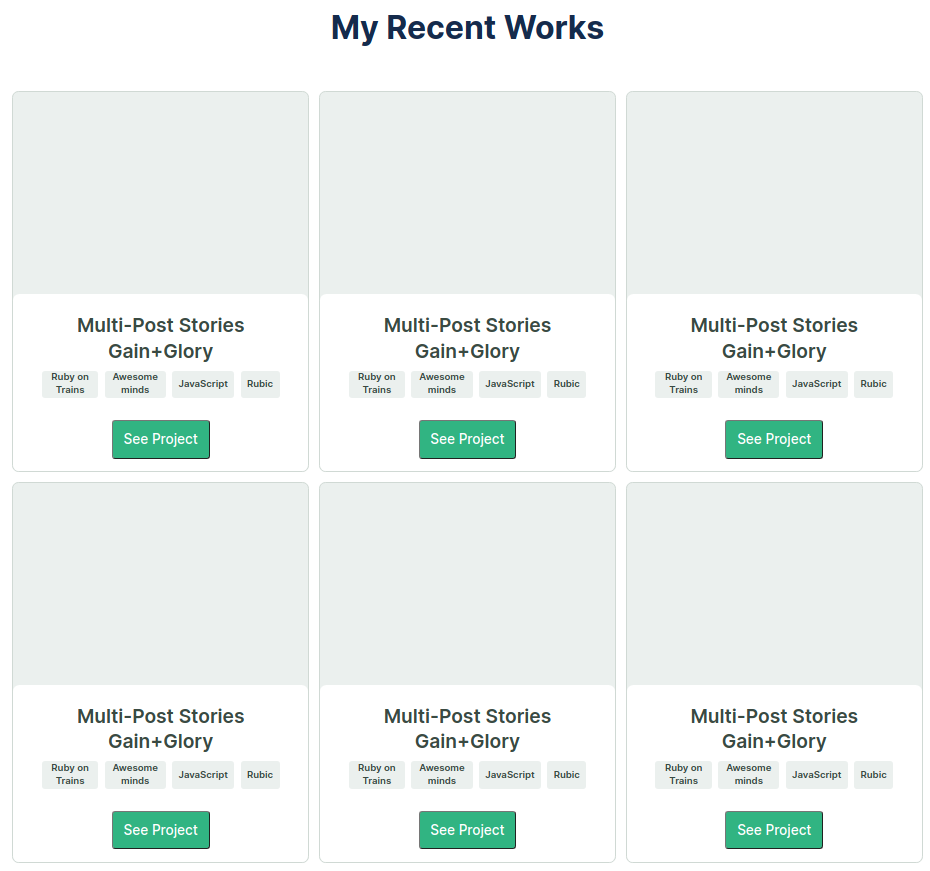 My Recent Works
Multi-Post Stories
Gain+Glory
Ruby on
Trains
Awesome
minds
JavaScript
Rubic
See Project
Multi-Post Stories
Gain+Glory
Ruby on
Trains
Awesome
minds
JavaScript
Rubic
See Project
Multi-Post Stories
Gain+Glory
Ruby on
Trains
Awesome
minds
JavaScript
Rubic
See Project
Multi-Post Stories
Gain+Glory
Ruby on
Trains
Awesome
minds
JavaScript
Rubic
See Project
Multi-Post Stories
Gain+Glory
Ruby on
Trains
Awesome
minds
JavaScript
Rubic
See Project
Multi-Post Stories
Gain+Glory
Ruby on
Trains
Awesome
minds
JavaScript
Rubic
See Project